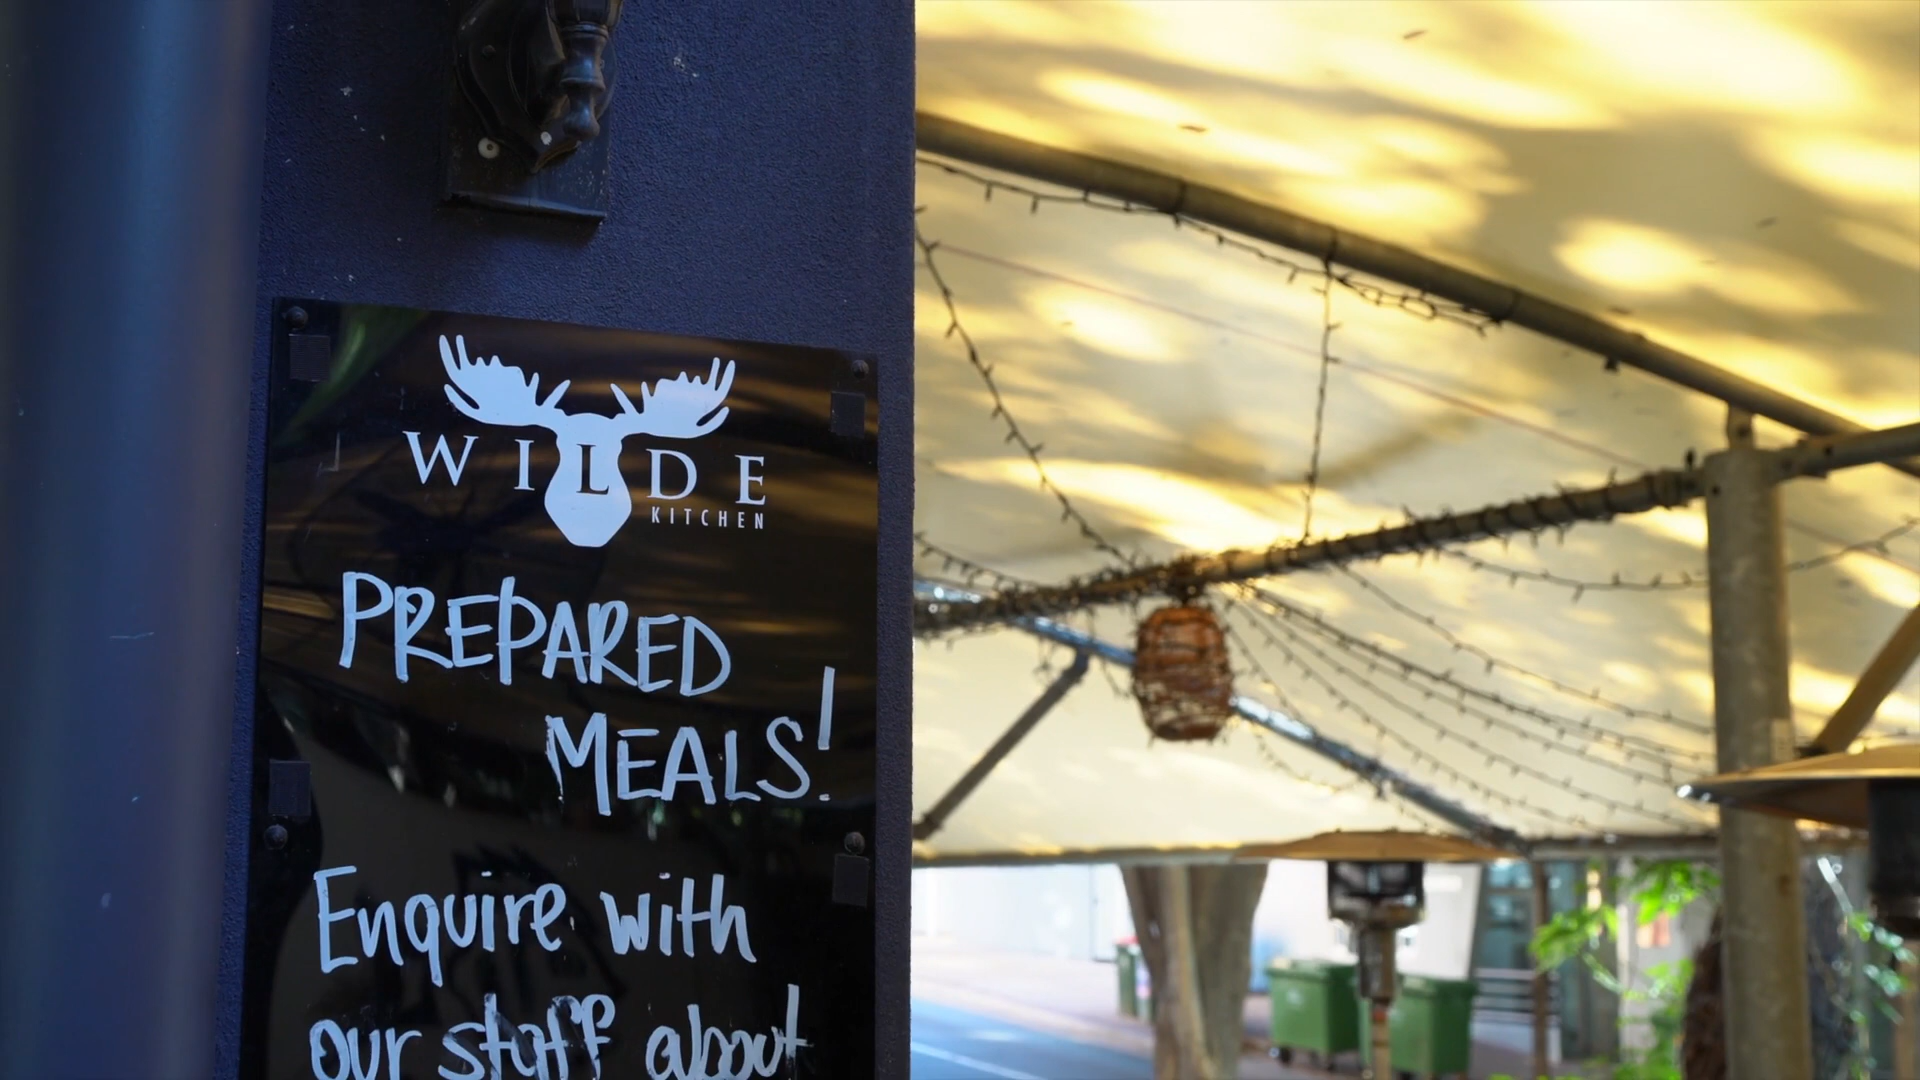 WILDE
KITCHEN
PREPARED
MEALS!
Enquire with
our staff about